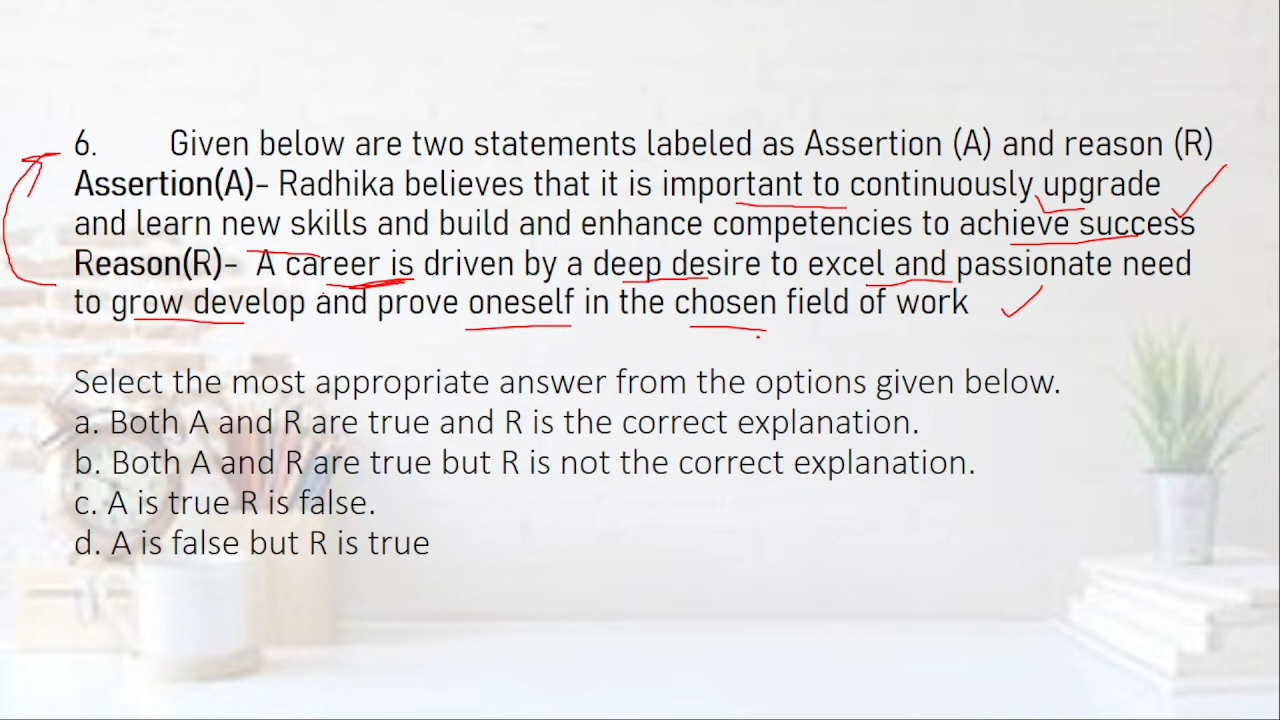 6. Given below are two statements labeled as Assertion (A) and reason (R)
Assertion(A)- Radhika believes that it is important to continuously upgrade
and learn new skills and build and enhance competencies to achieve success
Reason(R)- A career is driven by a deep desire to excel and passionate need
to grow develop and prove oneself in the chosen field of work
Select the most appropriate answer from the options given below.
a. Both A and R are true and R is the correct explanation.
b. Both A and R are true but R is not the correct explanation.
c. A is true R is false.
d. A is false but R is true